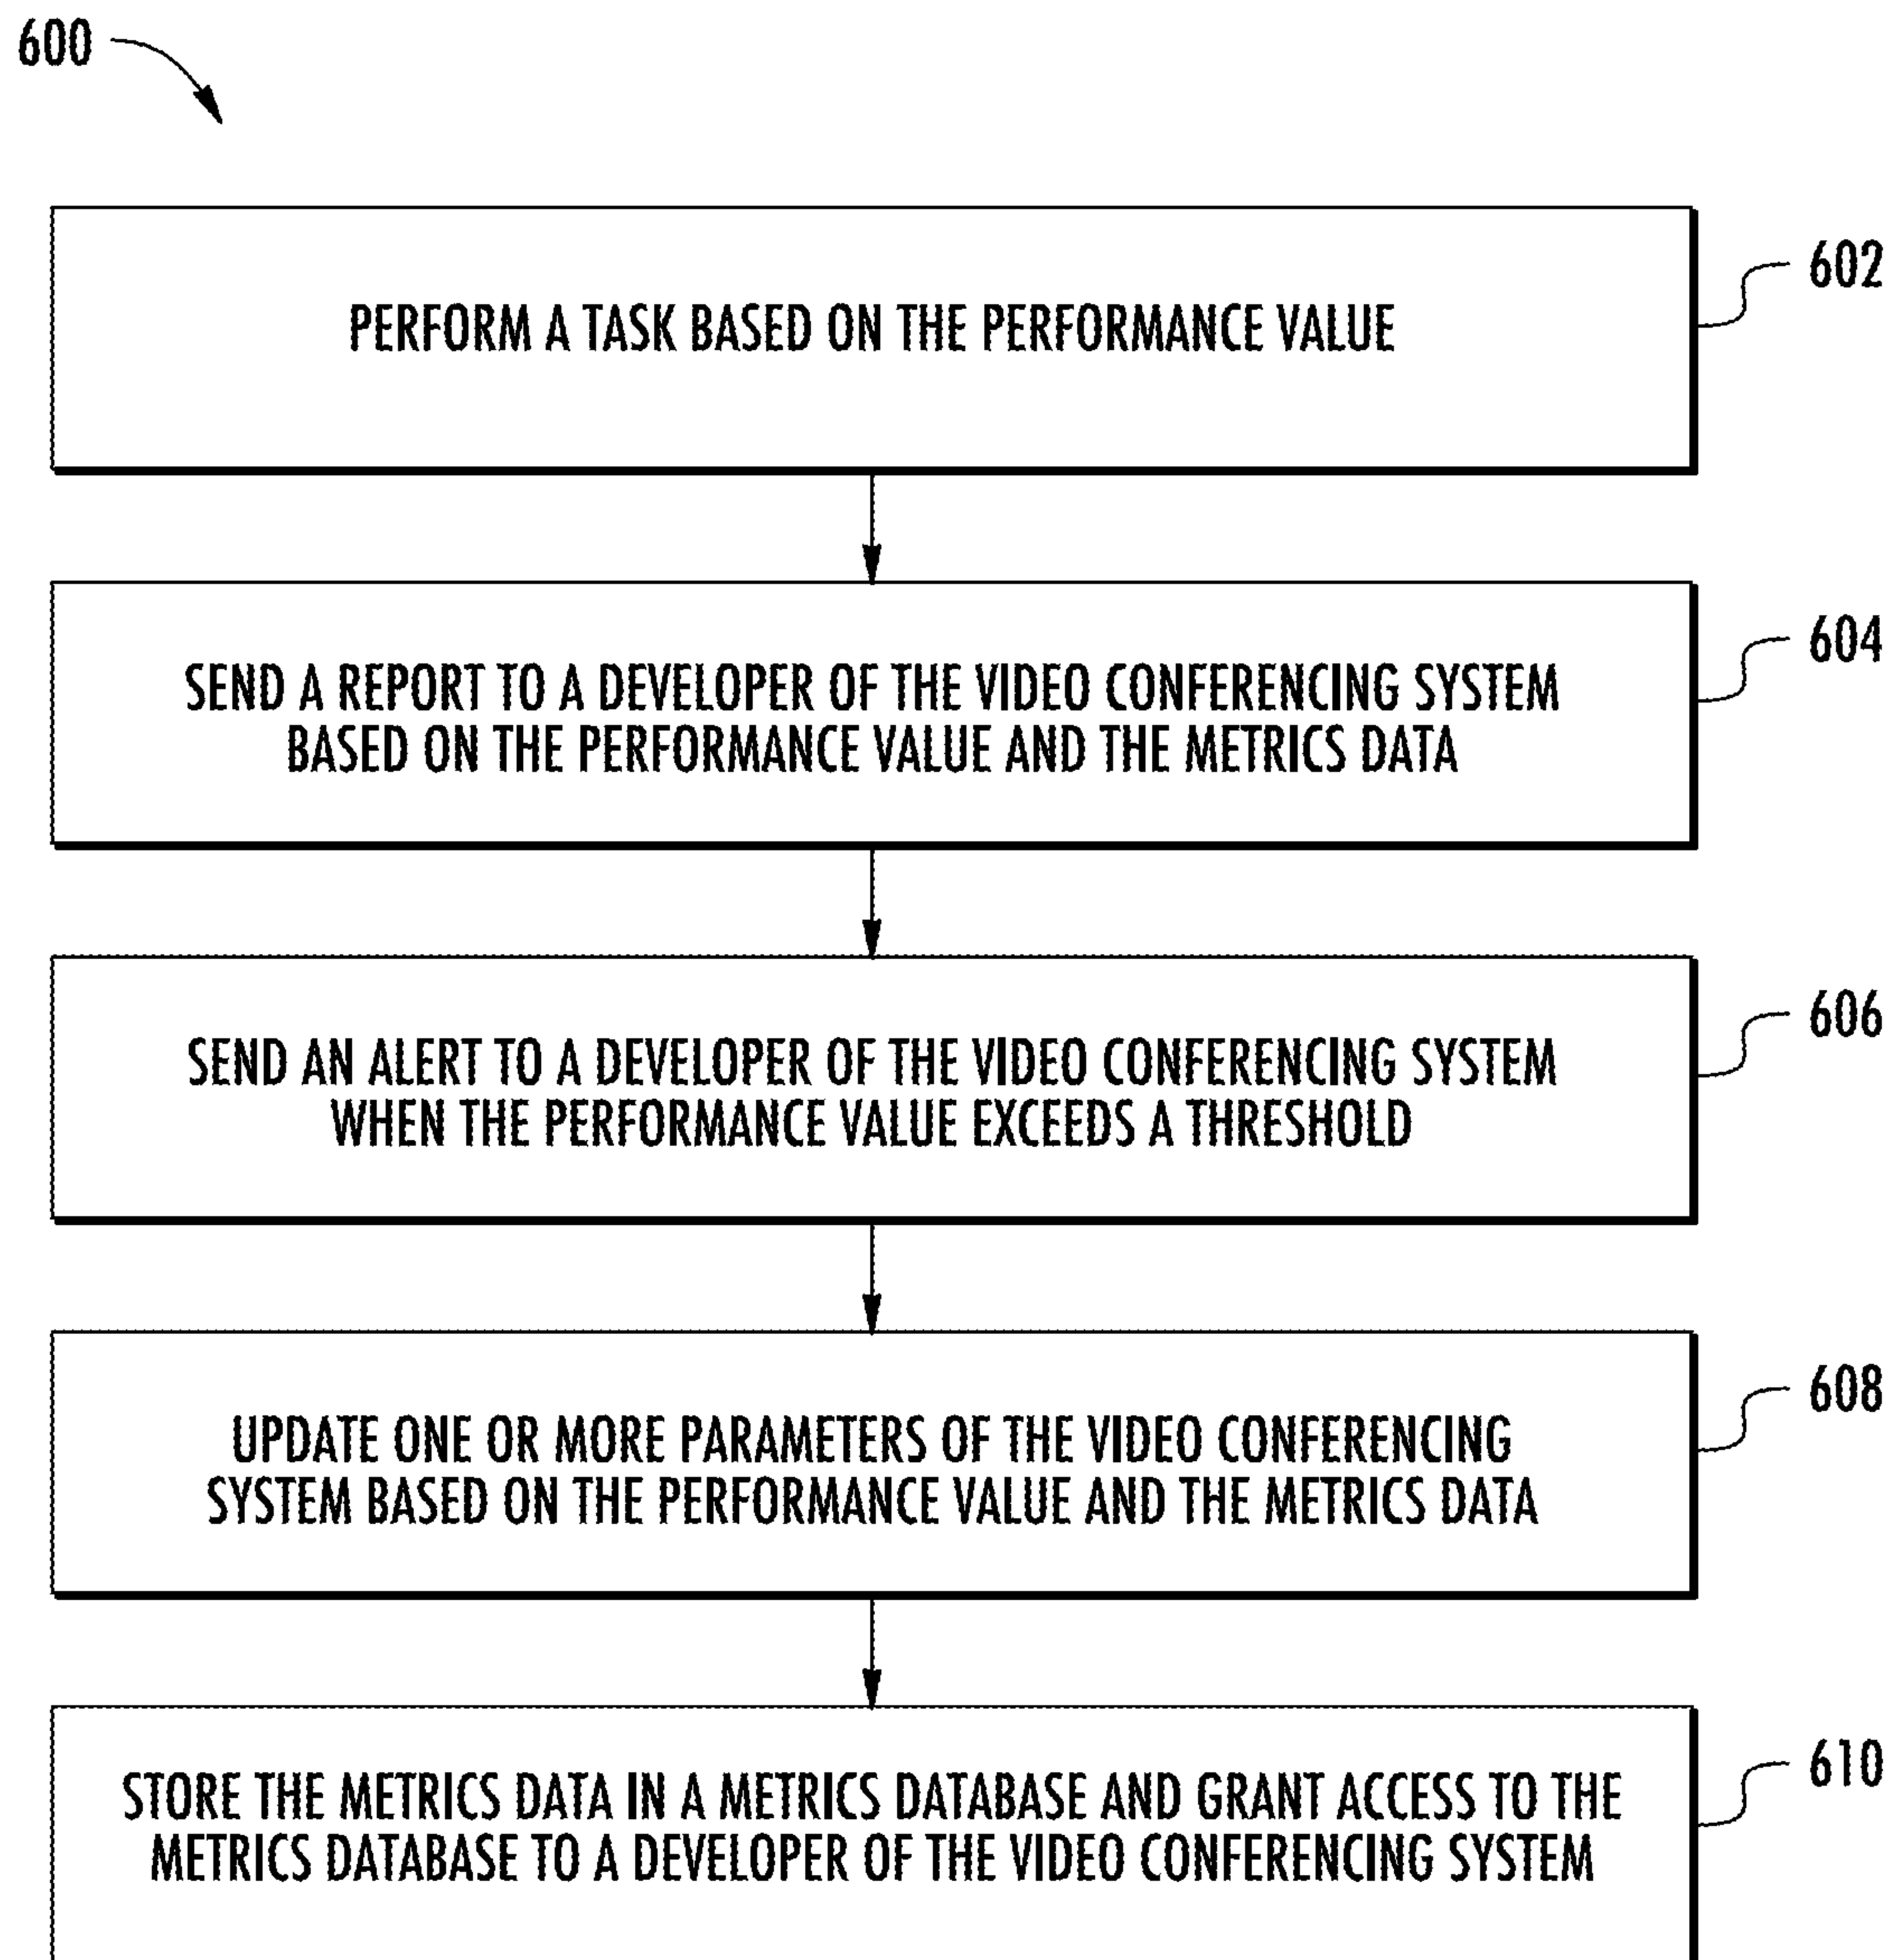 600
PERFORM A TASK BASED ON THE PERFORMANCE VALUE
602
SEND A REPORT TO A DEVELOPER OF THE VIDEO CONFERENCING SYSTEM
BASED ON THE PERFORMANCE VALUE AND THE METRICS DATA
604
SEND AN ALERT TO A DEVELOPER OF THE VIDEO CONFERENCING SYSTEM
WHEN THE PERFORMANCE VALUE EXCEEDS A THRESHOLD
606
UPDATE ONE OR MORE PARAMETERS OF THE VIDEO CONFERENCING
SYSTEM BASED ON THE PERFORMANCE VALUE AND THE METRICS DATA
608
STORE THE METRICS DATA IN A METRICS DATABASE AND GRANT ACCESS TO THE
METRICS DATABASE TO A DEVELOPER OF THE VIDEO CONFERENCING SYSTEM
610